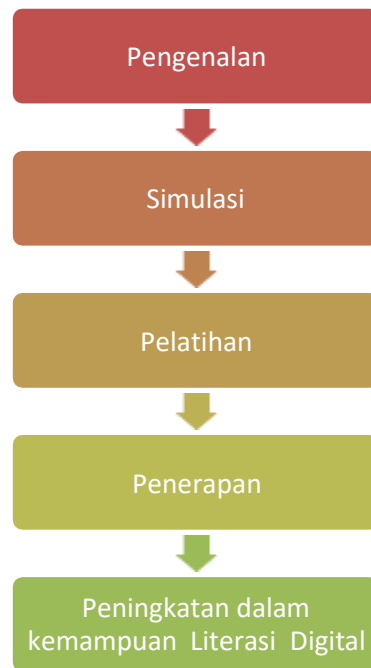 Pengenalan
Simulasi
Pelatihan
Penerapan
Peningkatan dalam
kemampuan Literasi Digital